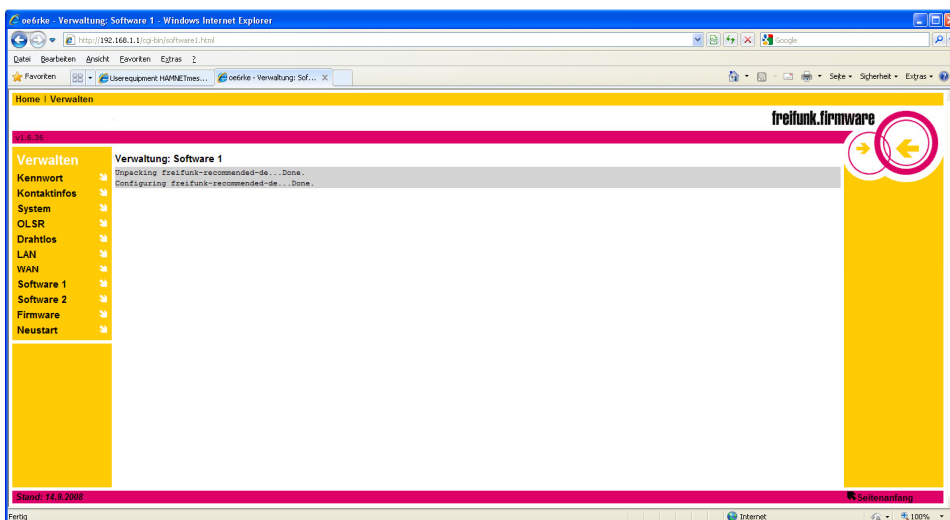 oe6rke - Verwaltung: Software 1 - Windows Internet Explorer
http://192.168.1.1/cgi-bin/software1.html
Google
Datei Bearbeiten Ansicht Favoriten Extras ?
Favoriten Userequipment HAMNETmes... oe6rke - Verwaltung: Sof... X Seite Sicherheit Extras
Home | Verwalten
freifunk.firmware
v1.6.36
Verwalten
Kennwort
Kontaktinfos
System
OLSR
Drahtlos
LAN
WAN
Software 1
Software 2
Firmware
Neustart
Verwaltung: Software 1
Unpacking freifunk-recommended-de...Done.
Configuring freifunk-recommended-de...Done.
Stand: 14.9.2008 Seitenanfang
Fertig Internet 100%